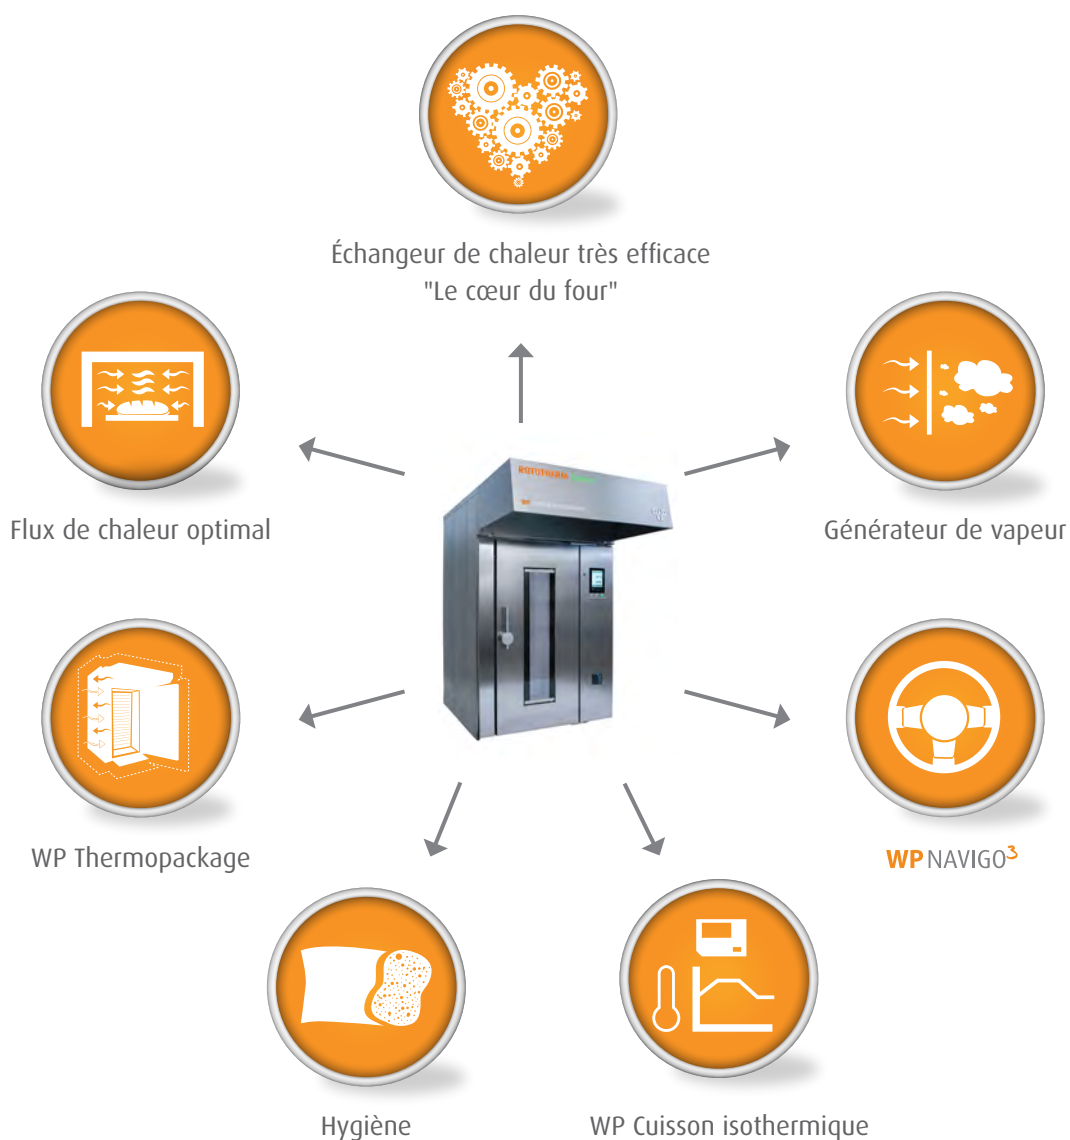 Échangeur de chaleur très efficace
"Le cœur du four"
Flux de chaleur optimal
Générateur de vapeur
ROTOTHERM
WP Thermopackage
WP NAVIGO3
Hygiène
WP Cuisson isothermique